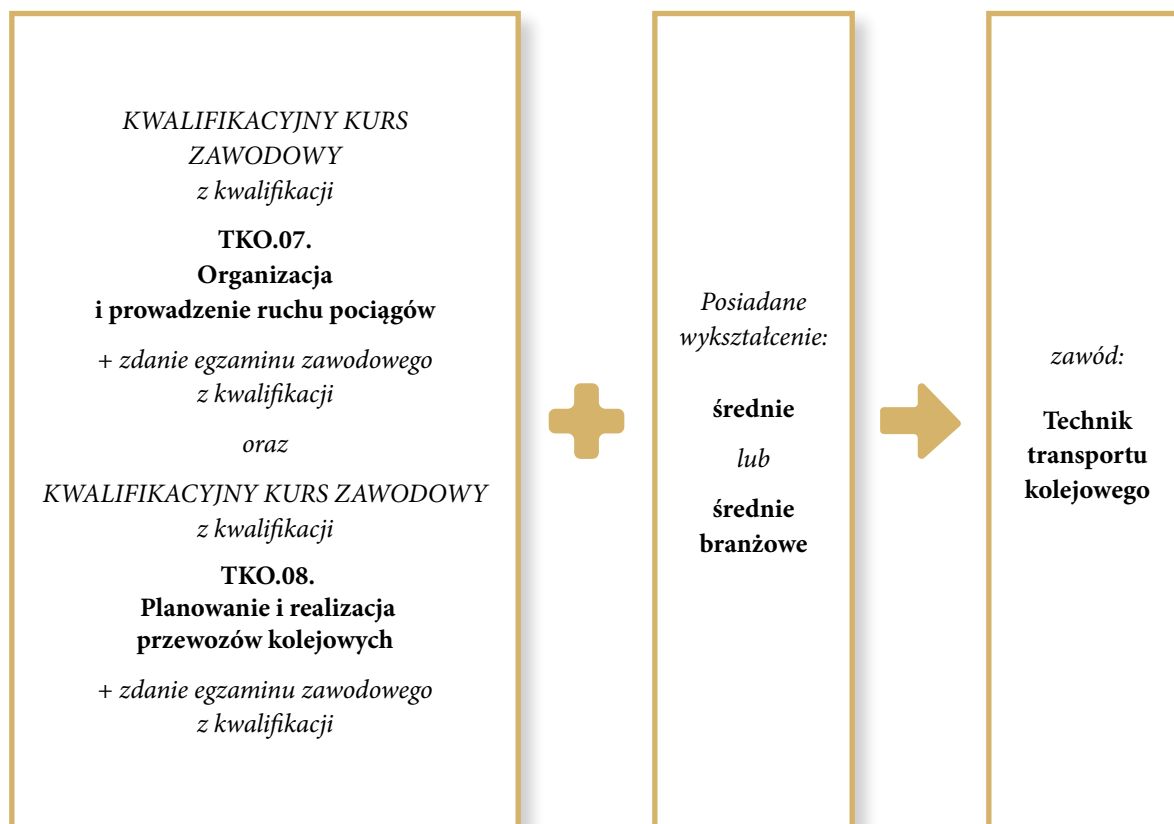 KWALIFIKACYJNY KURS
ZAWODOWY
z kwalifikacji
TKO.07.
Organizacja
i prowadzenie ruchu pociągów
+ zdanie egzaminu zawodowego
z kwalifikacji
oraz
KWALIFIKACYJNY KURS ZAWODOWY
z kwalifikacji
TKO.08.
Planowanie i realizacja
przewozów kolejowych
+ zdanie egzaminu zawodowego
z kwalifikacji
Posiadane
wykształcenie:
średnie
lub
średnie
branżowe
zawód:
Technik
transportu
kolejowego